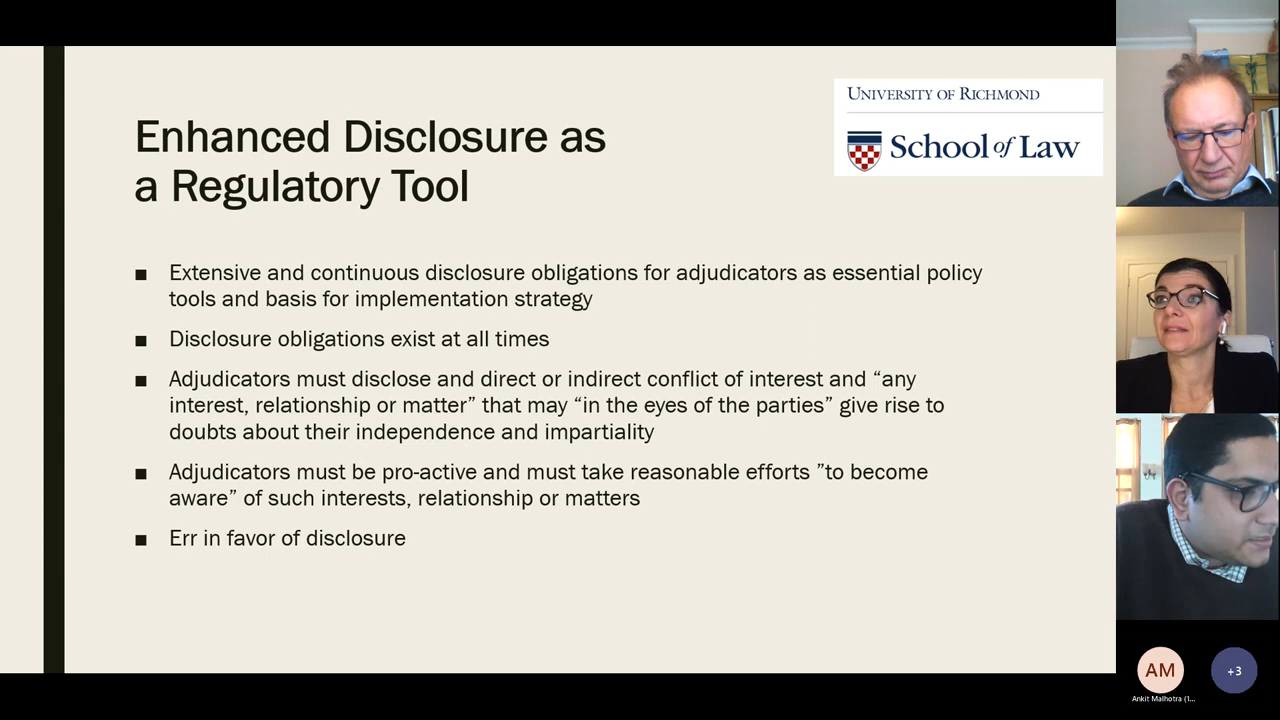 UNIVERSITY OF RICHMOND
School of Law
Enhanced Disclosure as
a Regulatory Tool
■ Extensive and continuous disclosure obligations for adjudicators as essential policy
tools and basis for implementation strategy
■ Disclosure obligations exist at all times
■ Adjudicators must disclose and direct or indirect conflict of interest and “any
interest, relationship or matter” that may “in the eyes of the parties” give rise to
doubts about their independence and impartiality
■ Adjudicators must be pro-active and must take reasonable efforts ”to become
aware” of such interests, relationship or matters
■ Err in favor of disclosure
AM
+3
Ankit Malhotra (1...